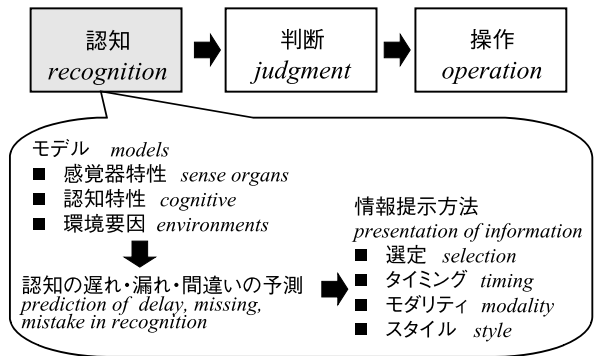 認知
recognition
判断
judgment
操作
operation
モデル models
■ 感覚器特性 sense organs
■ 認知特性 cognitive
■ 環境要因 environments
認知の遅れ・漏れ・間違いの予測
prediction of delay, missing,
mistake in recognition
情報提示方法
presentation of information
■ 選定 selection
■ タイミング timing
■ モダリティ modality
■ スタイル style